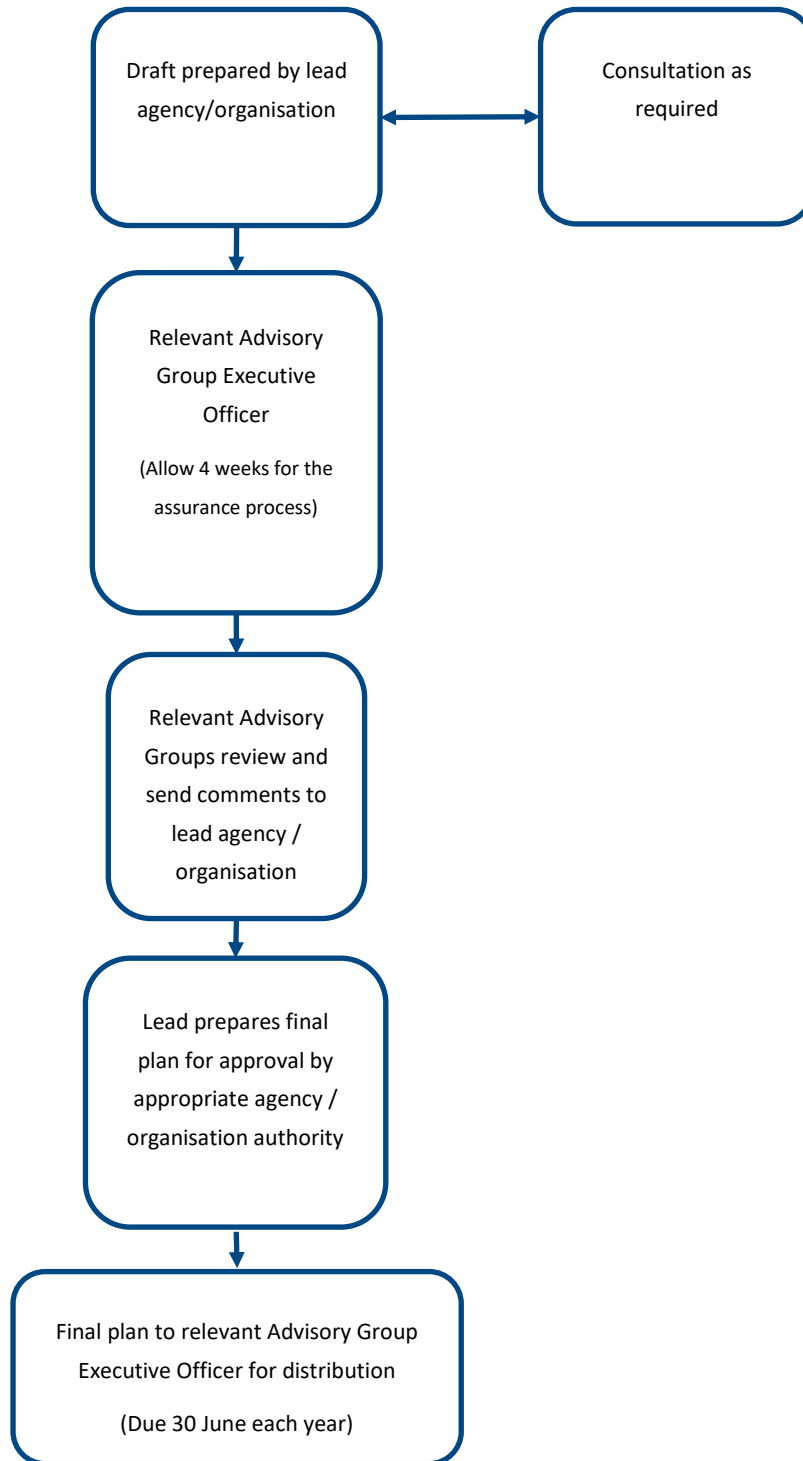 Draft prepared by lead
agency/organisation
Consultation as
required
Relevant Advisory
Group Executive
Officer
(Allow 4 weeks for the
assurance process)
Relevant Advisory
Groups review and
send comments to
lead agency /
organisation
Lead prepares final
plan for approval by
appropriate agency /
organisation authority
Final plan to relevant Advisory Group
Executive Officer for distribution
(Due 30 June each year)